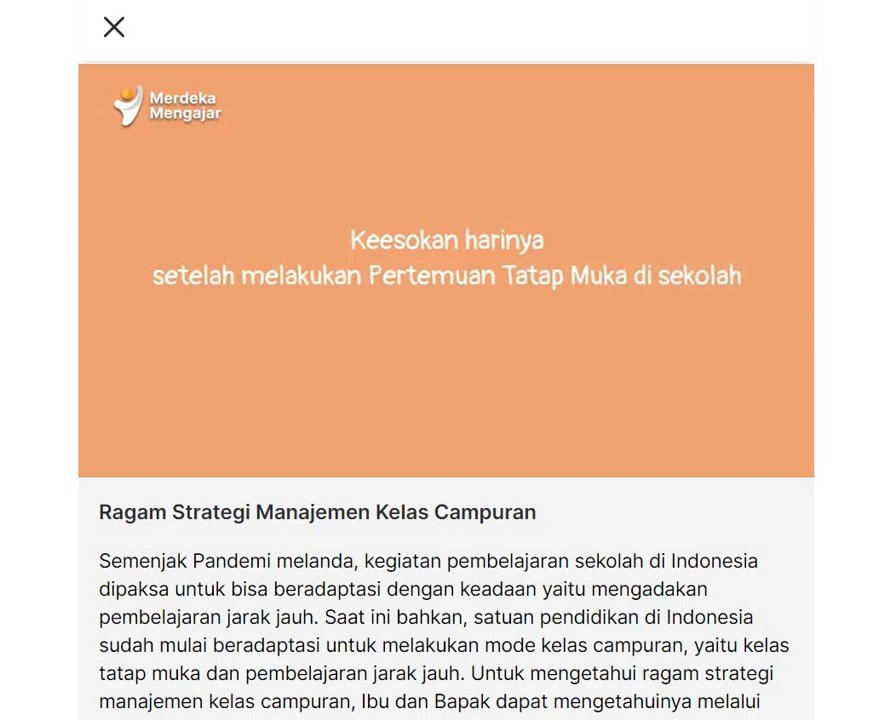 Merdeka
Mengajar
Keesokan harinya
setelah melakukan Pertemuan Tatap Muka di sekolah
Ragam Strategi Manajemen Kelas Campuran
Semenjak Pandemi melanda, kegiatan pembelajaran sekolah di Indonesia
dipaksa untuk bisa beradaptasi dengan keadaan yaitu mengadakan
pembelajaran jarak jauh. Saat ini bahkan, satuan pendidikan di Indonesia
sudah mulai beradaptasi untuk melakukan mode kelas campuran, yaitu kelas
tatap muka dan pembelajaran jarak jauh. Untuk mengetahui ragam strategi
manajemen kelas campuran, Ibu dan Bapak dapat mengetahuinya melalui